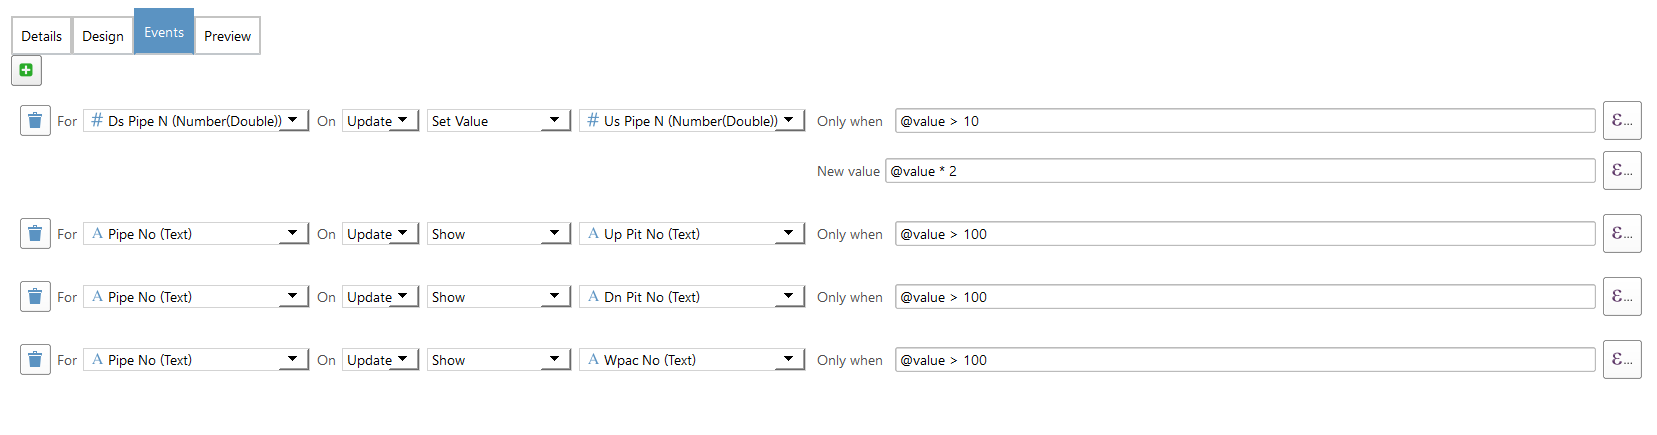 Details Design Events Preview
For # Ds Pipe N (Number(Double)) On Update Set Value # Us Pipe N (Number(Double)) Only when @value > 10 ε...
New value @value * 2 ε...
For A Pipe No (Text) On Update Show A Up Pit No (Text) Only when @value > 100 ε...
For A Pipe No (Text) On Update Show A Dn Pit No (Text) Only when @value > 100 ε...
For A Pipe No (Text) On Update Show A Wpac No (Text) Only when @value > 100 ε...